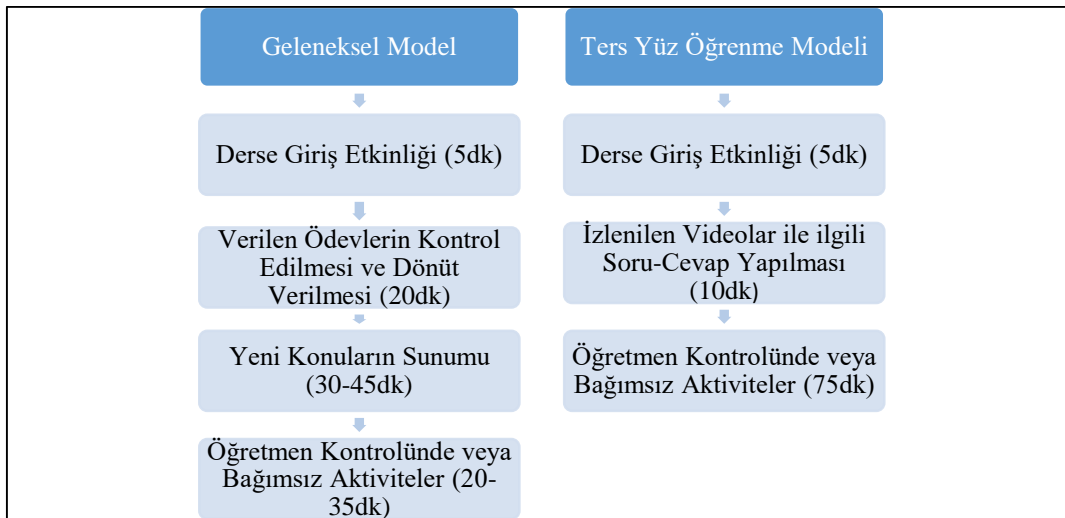 Geleneksel Model
Derse Giriş Etkinliği (5dk)
Verilen Ödevlerin Kontrol
Edilmesi ve Dönüt
Verilmesi (20dk)
Yeni Konuların Sunumu
(30-45dk)
Öğretmen Kontrolünde veya
Bağımsız Aktiviteler (20-
35dk)
Ters Yüz Öğrenme Modeli
Derse Giriş Etkinliği (5dk)
İzlenilen Videolar ile ilgili
Soru-Cevap Yapılması
(10dk)
Öğretmen Kontrolünde veya
Bağımsız Aktiviteler (75dk)